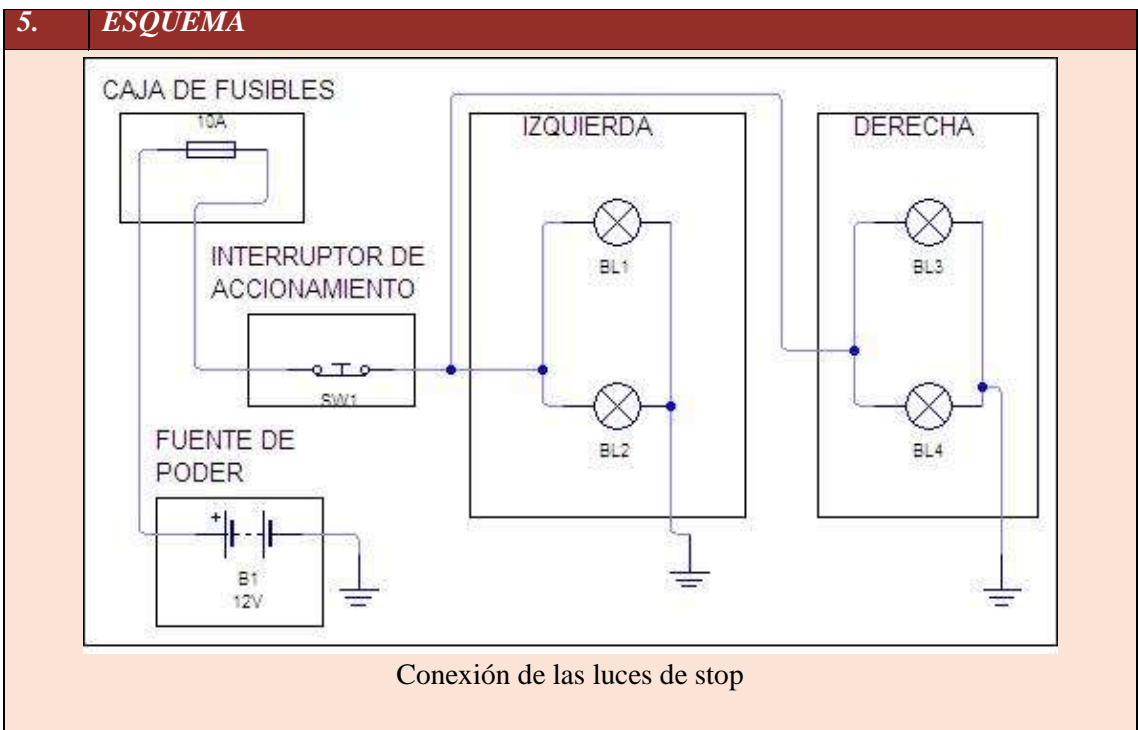 5. ESQUEMA
CAJA DE FUSIBLES
10A
IZQUIERDA
DERECHA
BL1
BL3
INTERRUPTOR DE
ACCIONAMIENTO
SW1
BL2
BL4
FUENTE DE
PODER
+
B1
12V
Conexión de las luces de stop